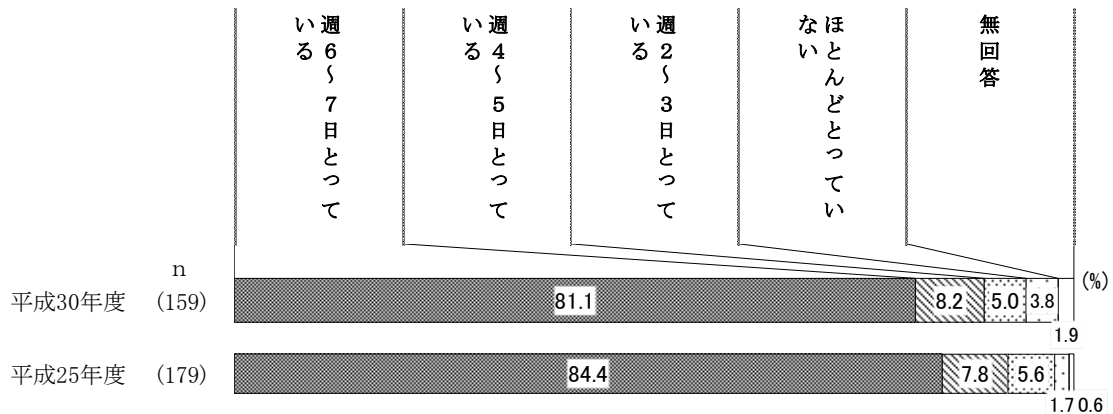 週６～７日とって
いる
週４～５日とって
いる
週２～３日とって
いる
ほとんどとってい
ない
無回答
n
(%)
平成30年度 (159) 81.1 8.2 5.0 3.8
1.9
平成25年度 (179) 84.4 7.8 5.6
1.7 0.6